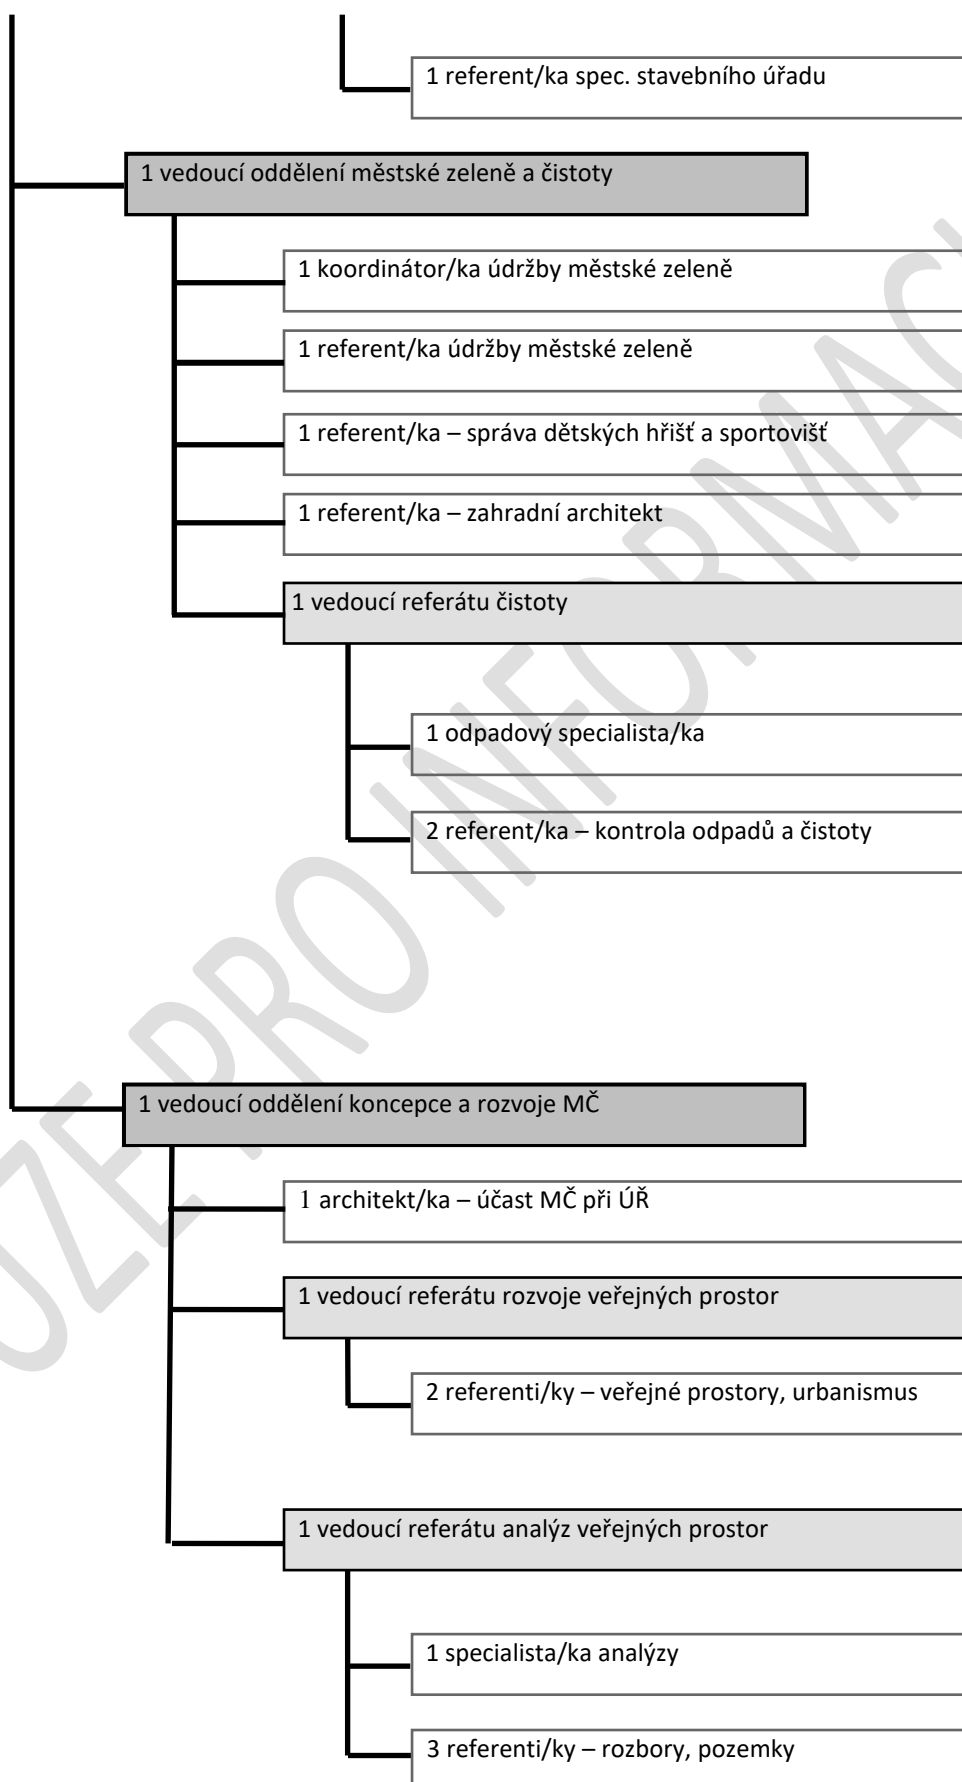 1 referent/ka spec. stavebního úřadu
1 vedoucí oddělení městské zeleně a čistoty
1 koordinátor/ka údržby městské zeleně
1 referent/ka údržby městské zeleně
1 referent/ka – správa dětských hřišť a sportovišť
1 referent/ka – zahradní architekt
1 vedoucí referátu čistoty
1 odpadový specialista/ka
2 referent/ka – kontrola odpadů a čistoty
1 vedoucí oddělení koncepce a rozvoje MČ
1 architekt/ka – účast MČ při ÚŘ
1 vedoucí referátu rozvoje veřejných prostor
2 referenti/ky – veřejné prostory, urbanismus
1 vedoucí referátu analýz veřejných prostor
1 specialista/ka analýzy
3 referenti/ky – rozbory, pozemky
UZE PRO INFORMAC